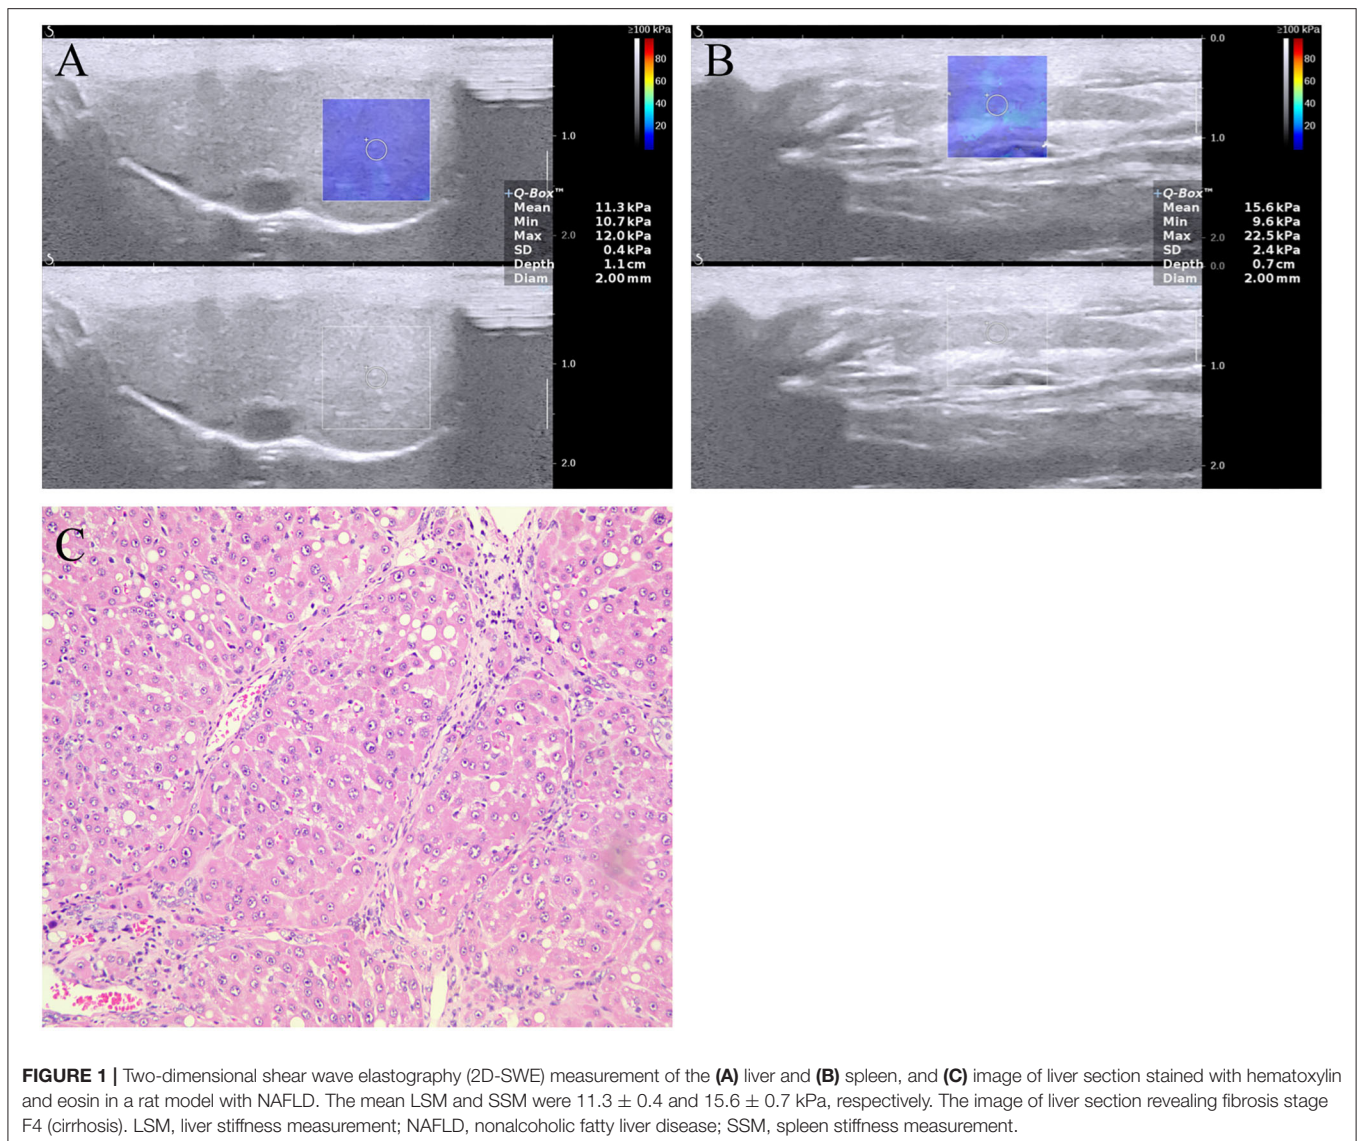 A
≥100 kPa
80
60
40
20
1.0
+Q-Box™
Mean 11.3 kPa
Min 10.7 kPa
Max 12.0 kPa
SD 0.4 kPa
Depth 1.1 cm
Diam 2.00 mm
2.0
1.0
2.0
B
≥100 kPa
0.0
80
60
40
20
1.0
+Q-Box™
Mean 15.6 kPa
Min 9.6 kPa
Max 22.5 kPa
SD 2.4 kPa
Depth 0.7 cm
Diam 2.00 mm
2.0
0.0
1.0
2.0
C
FIGURE 1 | Two-dimensional shear wave elastography (2D-SWE) measurement of the (A) liver and (B) spleen, and (C) image of liver section stained with hematoxylin
and eosin in a rat model with NAFLD. The mean LSM and SSM were 11.3 ± 0.4 and 15.6 ± 0.7 kPa, respectively. The image of liver section revealing fibrosis stage
F4 (cirrhosis). LSM, liver stiffness measurement; NAFLD, nonalcoholic fatty liver disease; SSM, spleen stiffness measurement.